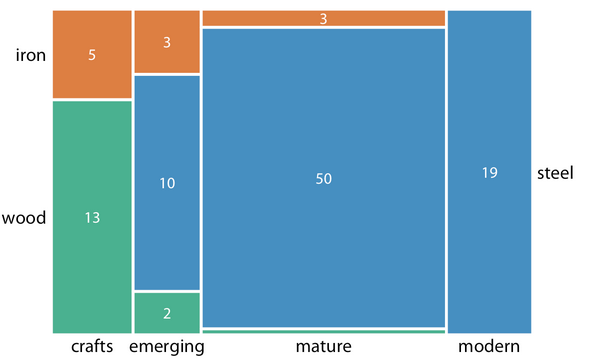 3
iron
5
3
10
50
19
steel
wood
13
2
crafts
emerging
mature
modern